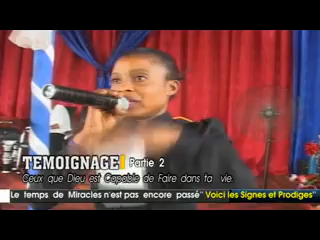 TEMOIGNAGE Partie 2
Ceux que Dieu est Capable de Faire dans ta vie.
Le temps de Miracles n'est pas encore passé" Voici les Signes et Prodiges"